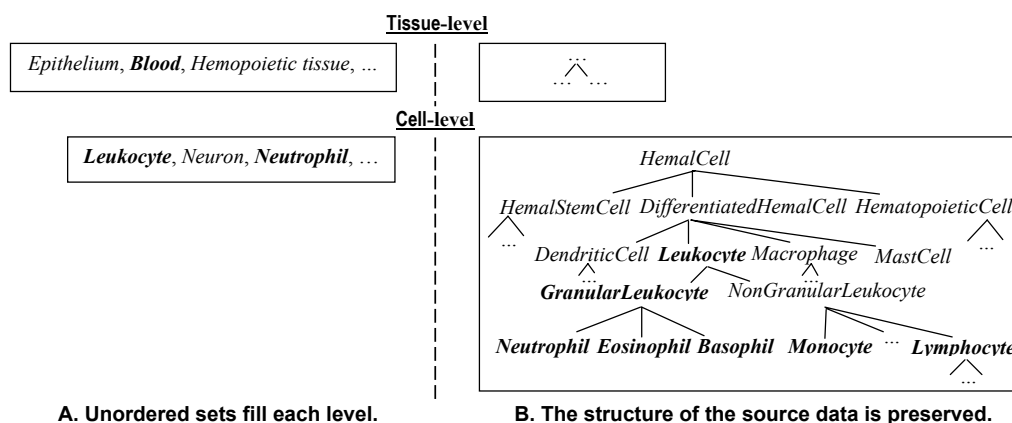 Tissue-level
Epithelium, Blood, Hemopoietic tissue, …
…
… …
Cell-level
Leukocyte, Neuron, Neutrophil, …
HemalCell
HemalStemCell DifferentiatedHemalCell HematopoieticCell
… …
DendriticCell Leukocyte Macrophage MastCell
… …
GranularLeukocyte NonGranularLeukocyte
Neutrophil Eosinophil Basophil Monocyte … Lymphocyte
…
A. Unordered sets fill each level. B. The structure of the source data is preserved.